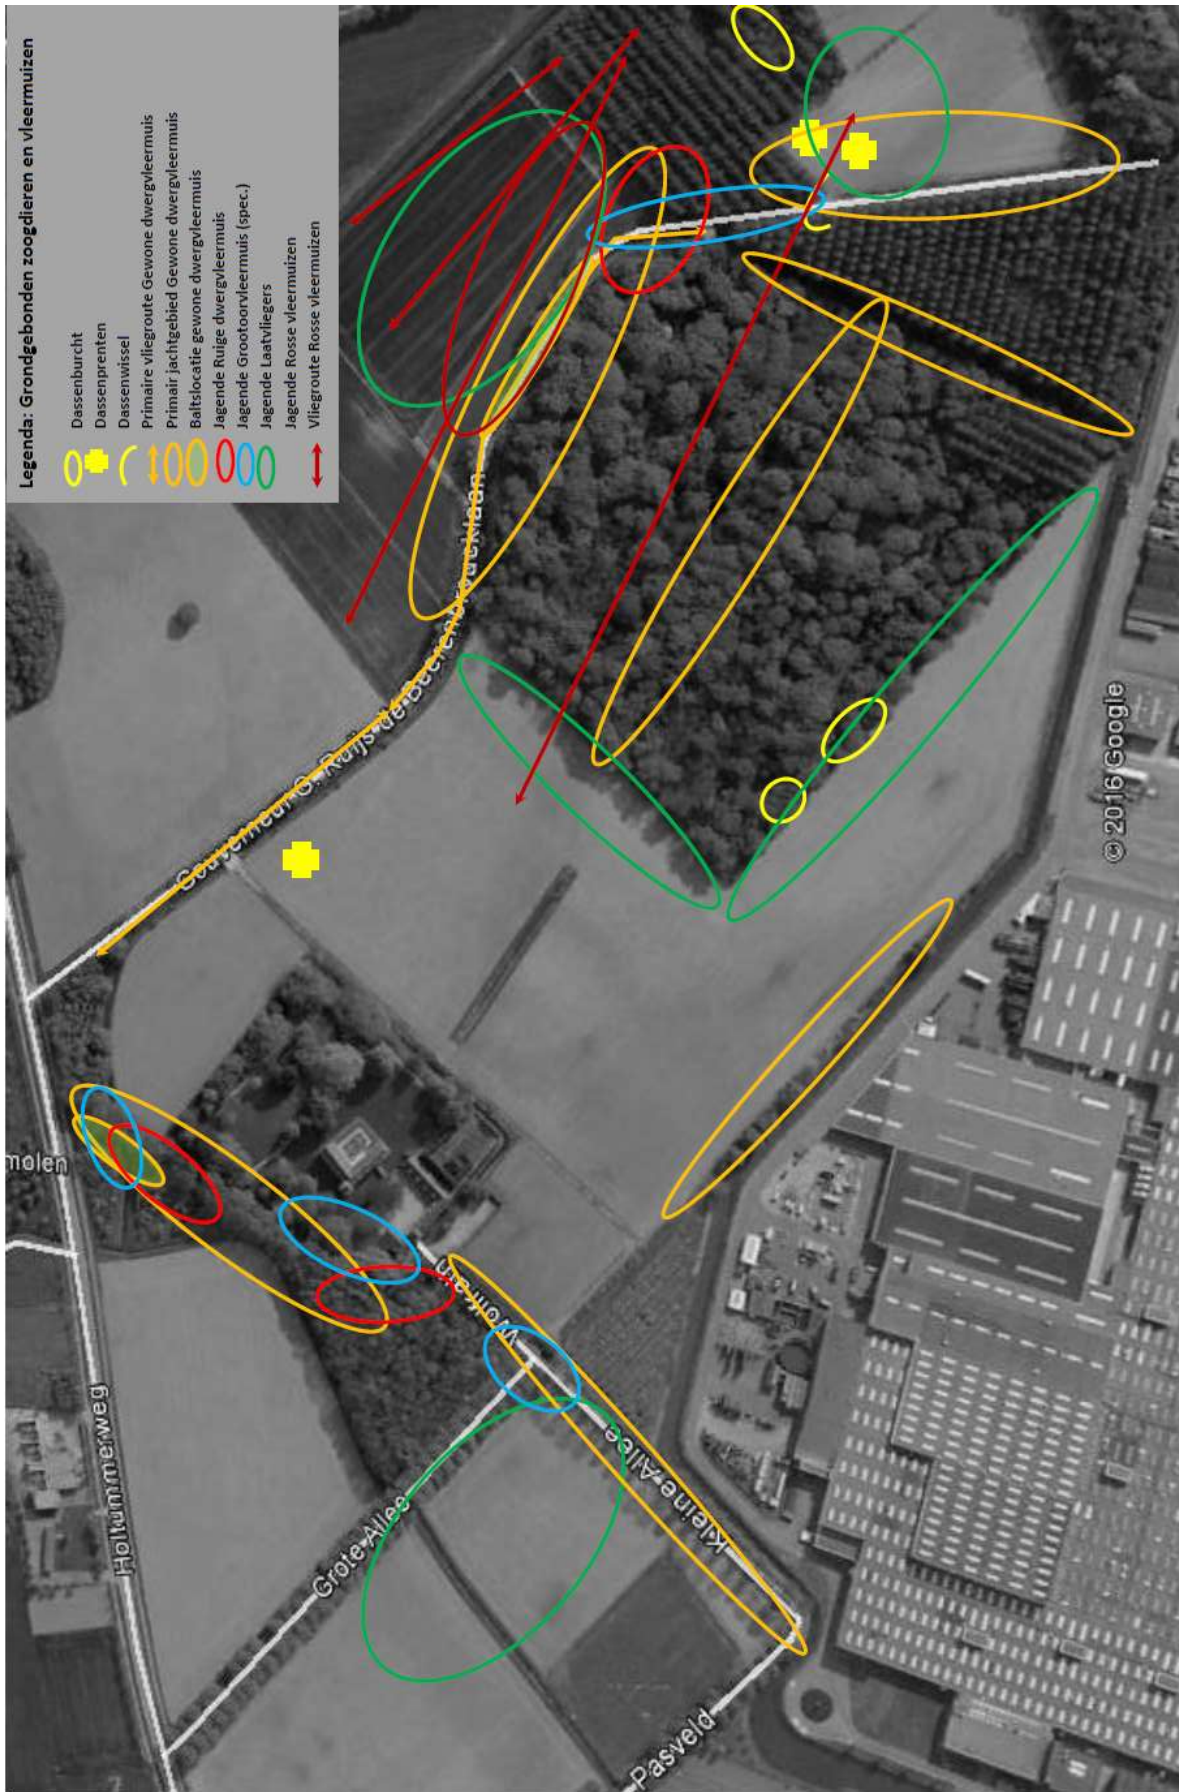 Legenda: Grondgebonden zoogdieren en vleermuizen
Dassenburcht
Dassenprenten
Dassenwissel
Primaire vliegroute Gewone dwergvleermuis
Primair jachtgebied Gewone dwergvleermuis
Baltslocatie gewone dwergvleermuis
Jagende Ruige dwergvleermuis
Jagende Grootoorvleermuis (spec.)
Jagende Laatvliegers
Jagende Rosse vleermuizen
Vliegroute Rosse vleermuizen
molen
Holtummerweg
Grote Allee
Kleine Allee
Pasveld
Gouverneur G. Ruijs de Beerenbroucklaan
© 2016 Google